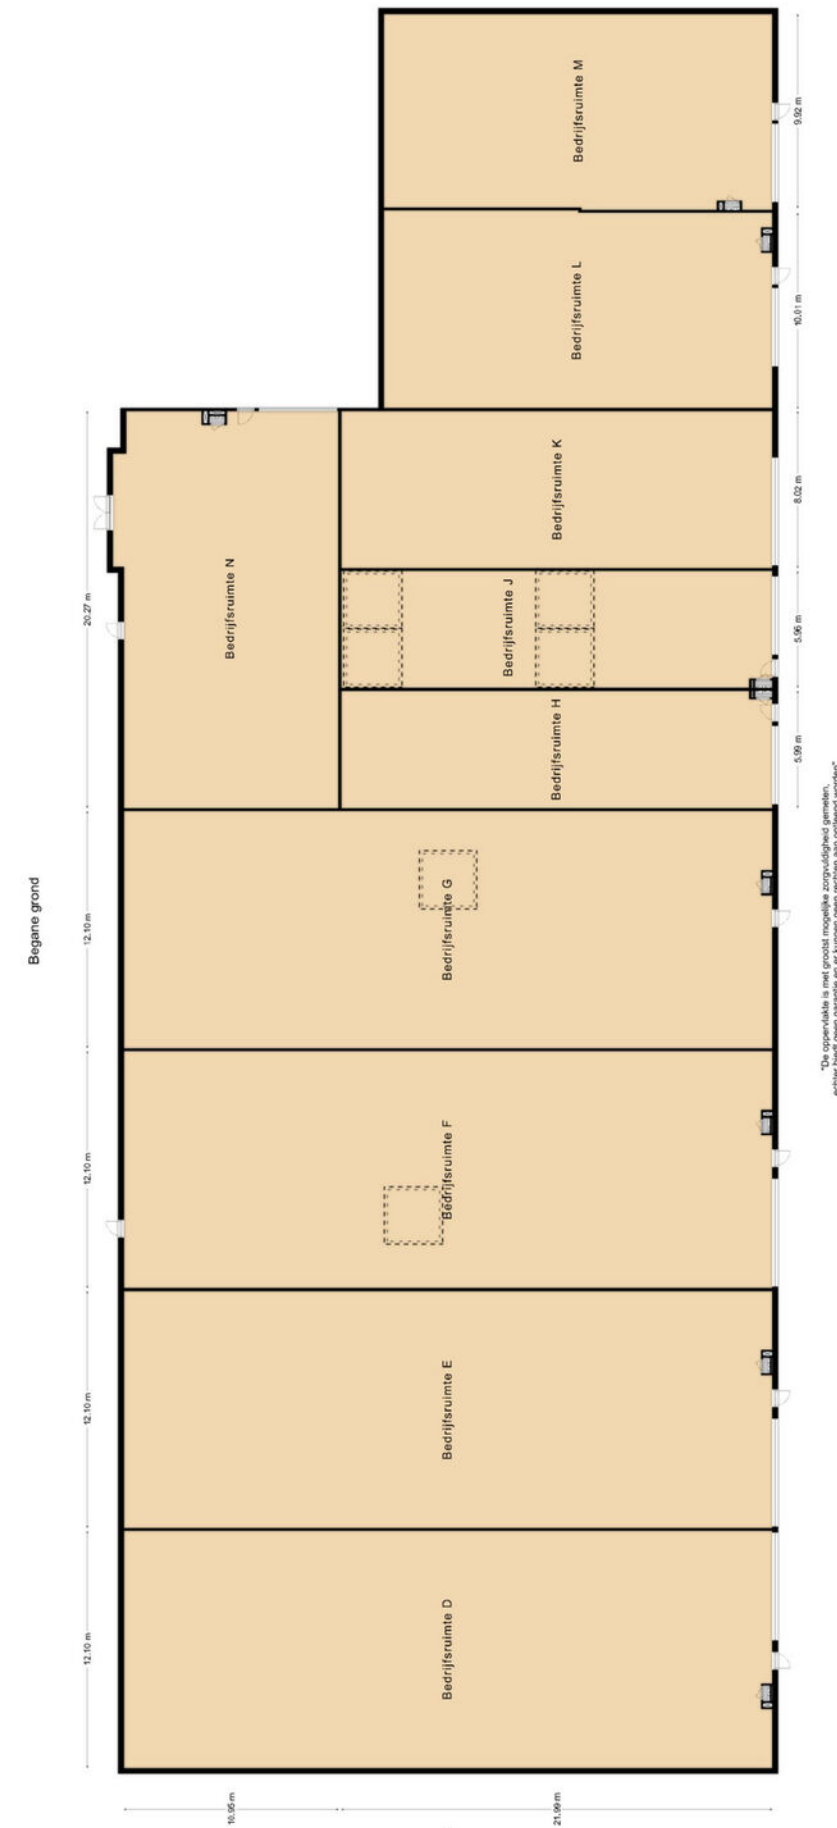 Begane grond
Bedrijfsruimte M
9.92 m
Bedrijfsruimte L
10.01 m
Bedrijfsruimte K
8.02 m
Bedrijfsruimte N
20.27 m
Bedrijfsruimte J
5.96 m
Bedrijfsruimte H
5.99 m
Bedrijfsruimte G
12.10 m
Bedrijfsruimte F
12.10 m
Bedrijfsruimte E
12.10 m
Bedrijfsruimte D
12.10 m
10.95 m
21.99 m
"De oppervlakte is met grootst mogelijke zorgvuldigheid gemeten,